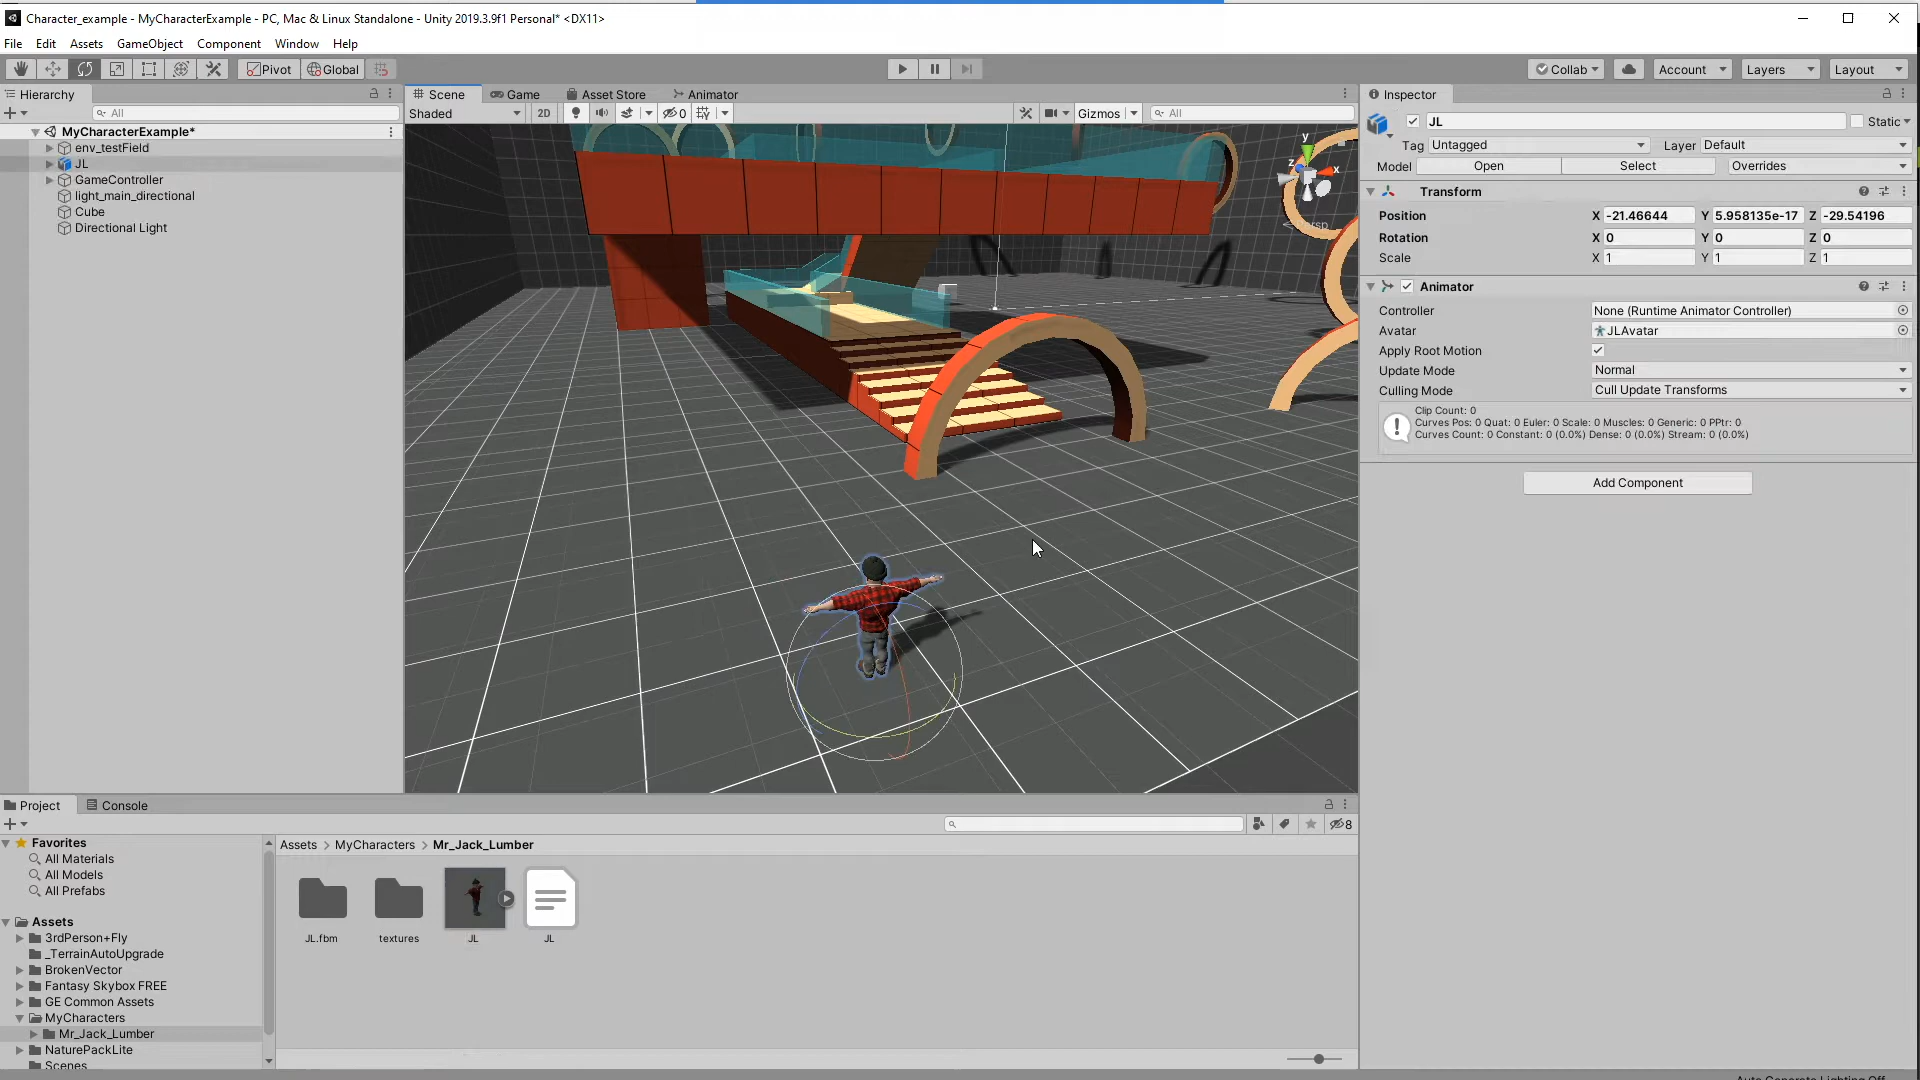 Character_example - MyCharacterExample - PC, Mac & Linux Standalone - Unity 2019.3.9f1 Personal* <DX11>
File Edit Assets GameObject Component Window Help
Pivot Global Collab Account Layers Layout
Hierarchy
All
MyCharacterExample*
env_testField
JL
GameController
light_main_directional
Cube
Directional Light
Scene Game Asset Store Animator
Shaded 2D 0 Gizmos All
y
z x
Persp
Inspector
JL Static
Tag Untagged Layer Default
Model Open Select Overrides
Transform
Position X -21.46644 Y 5.958135e-17 Z -29.54196
Rotation X 0 Y 0 Z 0
Scale X 1 Y 1 Z 1
Animator
Controller None (Runtime Animator Controller)
Avatar JLAvatar
Apply Root Motion
Update Mode Normal
Culling Mode Cull Update Transforms
Clip Count: 0
Curves Pos: 0 Quat: 0 Euler: 0 Scale: 0 Muscles: 0 Generic: 0 PPtr: 0
Curves Count: 0 Constant: 0 (0.0%) Dense: 0 (0.0%) Stream: 0 (0.0%)
Add Component
Project Console
8
Favorites
All Materials
All Models
All Prefabs
Assets
3rdPerson+Fly
_TerrainAutoUpgrade
BrokenVector
Fantasy Skybox FREE
GE Common Assets
MyCharacters
Mr_Jack_Lumber
NaturePackLite
Scenes
Assets > MyCharacters > Mr_Jack_Lumber
JL.fbm textures JL JL
Auto Generate Lighting Off